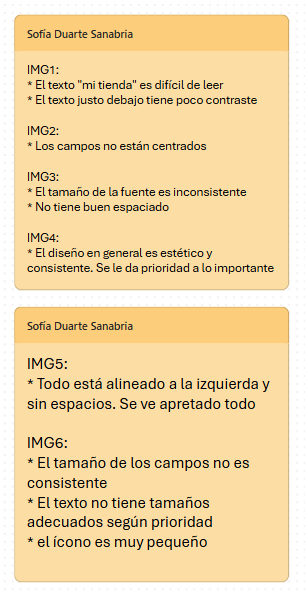 Sofía Duarte Sanabria
IMG1:
* El texto "mi tienda" es difícil de leer
* El texto justo debajo tiene poco contraste
IMG2:
* Los campos no están centrados
IMG3:
* El tamaño de la fuente es inconsistente
* No tiene buen espaciado
IMG4:
* El diseño en general es estético y
consistente. Se le da prioridad a lo importante
Sofía Duarte Sanabria
IMG5:
* Todo está alineado a la izquierda y
sin espacios. Se ve apretado todo
IMG6:
* El tamaño de los campos no es
consistente
* El texto no tiene tamaños
adecuados según prioridad
* el ícono es muy pequeño